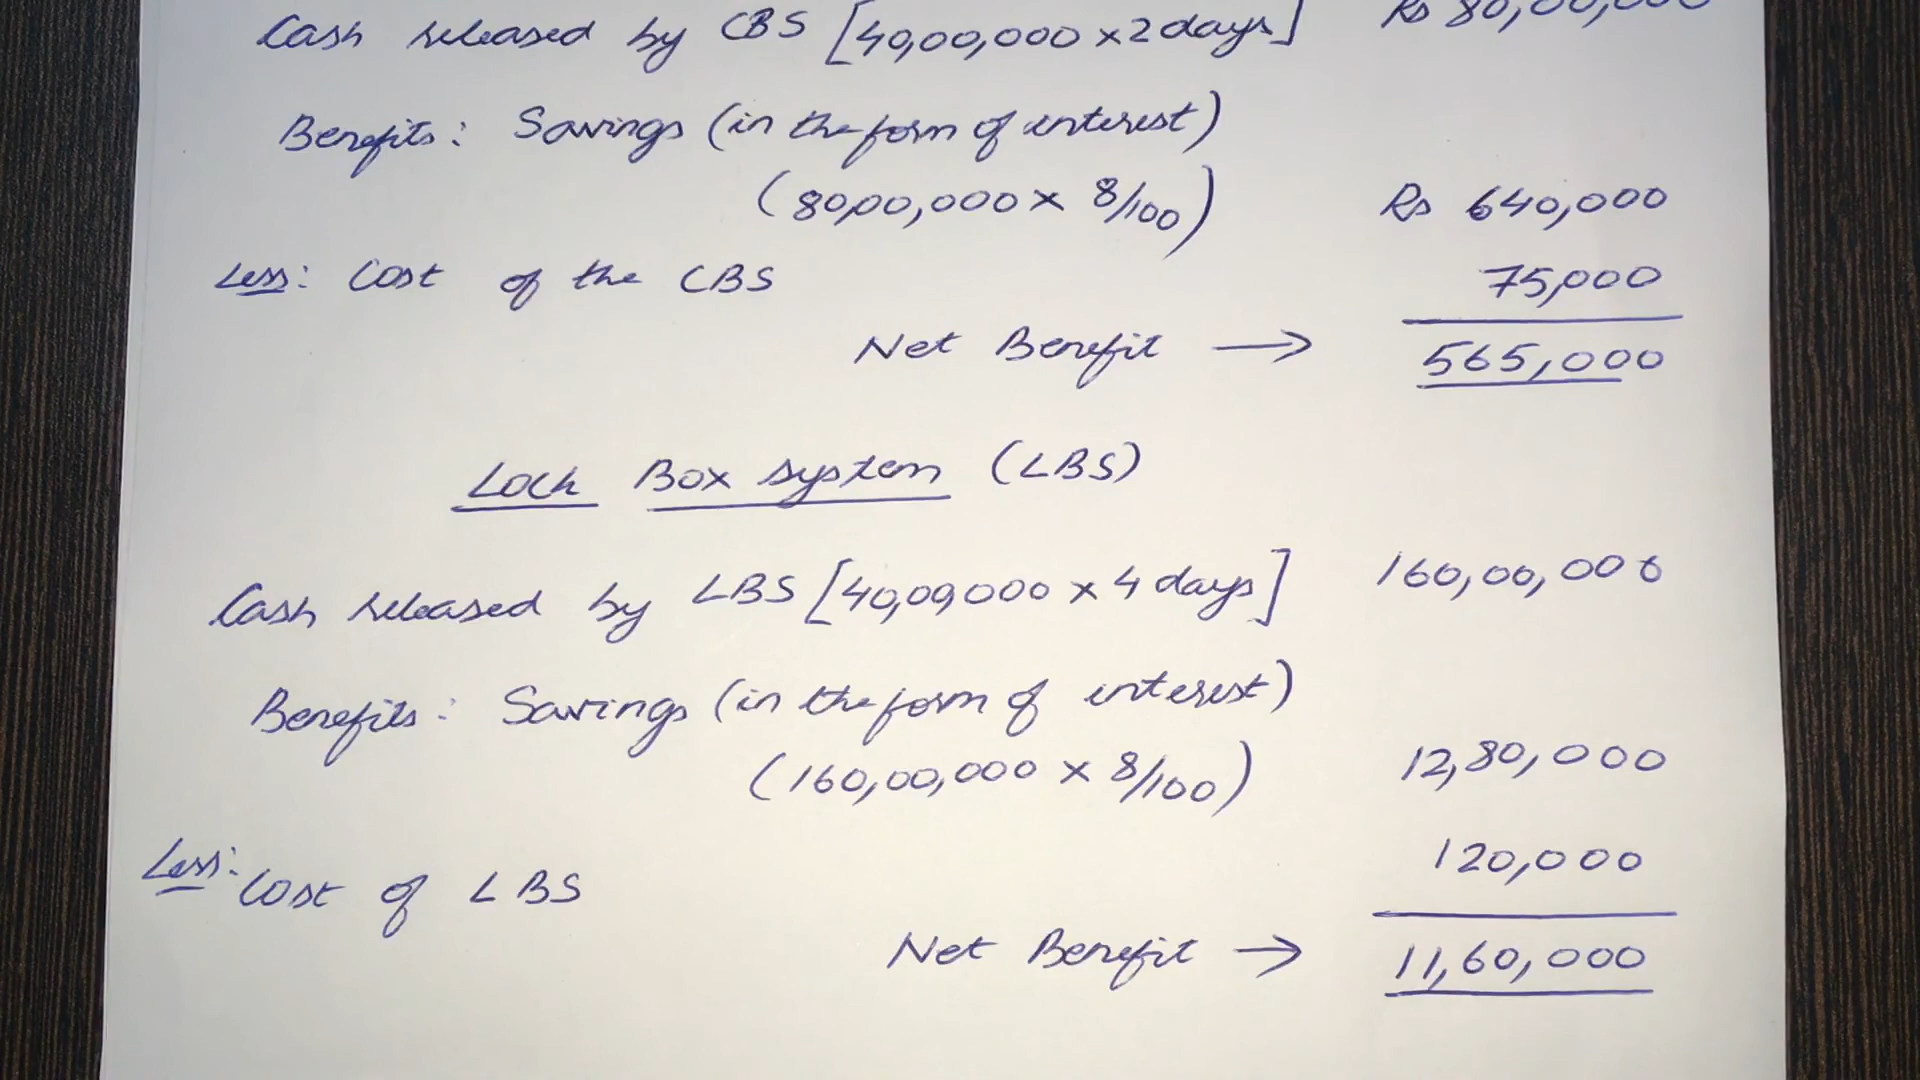 Cash released by CBS [40,00,000 x 2 days] Rs 80,00,000
Benefits: Savings (in the form of interest)
(80,00,000 x 8/100) Rs 640,000
Less: Cost of the CBS 75,000
Net Benefit → 565,000
Lock Box system (LBS)
Cash released by LBS [40,00,000 x 4 days] 160,00,000
Benefits: Savings (in the form of interest)
(160,00,000 x 8/100) 12,80,000
Less: Cost of LBS 120,000
Net Benefit → 11,60,000